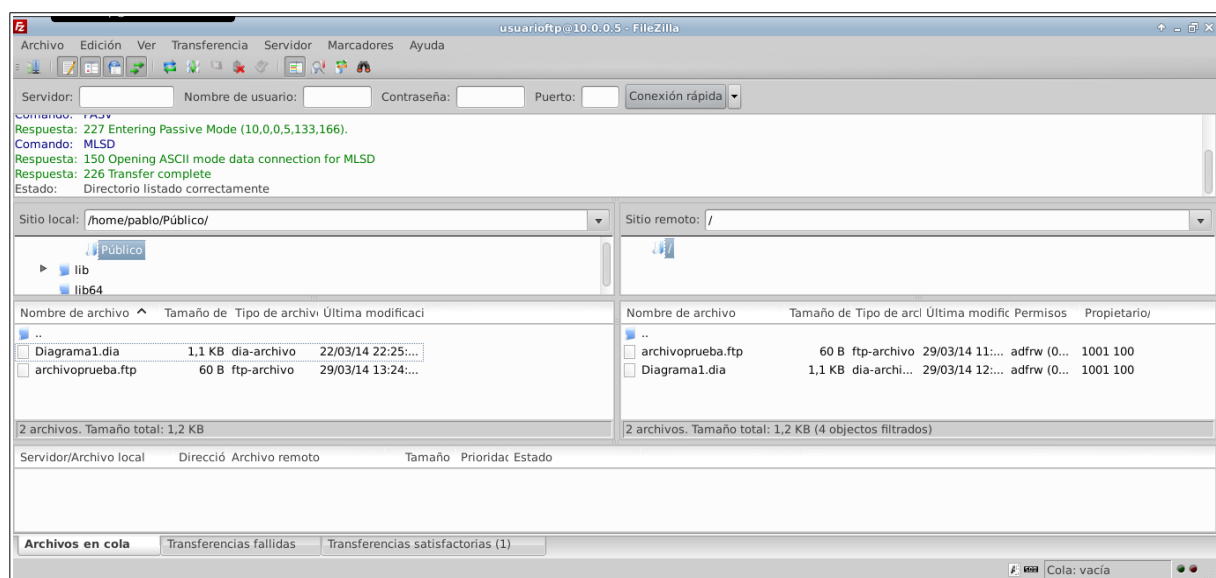 usuarioftp@10.0.0.5 - FileZilla
Archivo Edición Ver Transferencia Servidor Marcadores Ayuda
Servidor: Nombre de usuario: Contraseña: Puerto: Conexión rápida
Comando: PASV
Respuesta: 227 Entering Passive Mode (10,0,0,5,133,166).
Comando: MLSD
Respuesta: 150 Opening ASCII mode data connection for MLSD
Respuesta: 226 Transfer complete
Estado: Directorio listado correctamente
Sitio local: /home/pablo/Público/
Público
lib
lib64
Nombre de archivo Tamaño de Tipo de archiv Última modificaci
..
Diagrama1.dia 1,1 KB dia-archivo 22/03/14 22:25:...
archivoprueba.ftp 60 B ftp-archivo 29/03/14 13:24:...
2 archivos. Tamaño total: 1,2 KB
Sitio remoto: /
/
Nombre de archivo Tamaño de Tipo de arcl Última modific Permisos Propietario/
..
archivoprueba.ftp 60 B ftp-archivo 29/03/14 11:... adfrw (0... 1001 100
Diagrama1.dia 1,1 KB dia-archi... 29/03/14 12:... adfrw (0... 1001 100
2 archivos. Tamaño total: 1,2 KB (4 objectos filtrados)
Servidor/Archivo local Direcció Archivo remoto Tamaño Prioridac Estado
Archivos en cola Transferencias fallidas Transferencias satisfactorias (1)
Cola: vacía